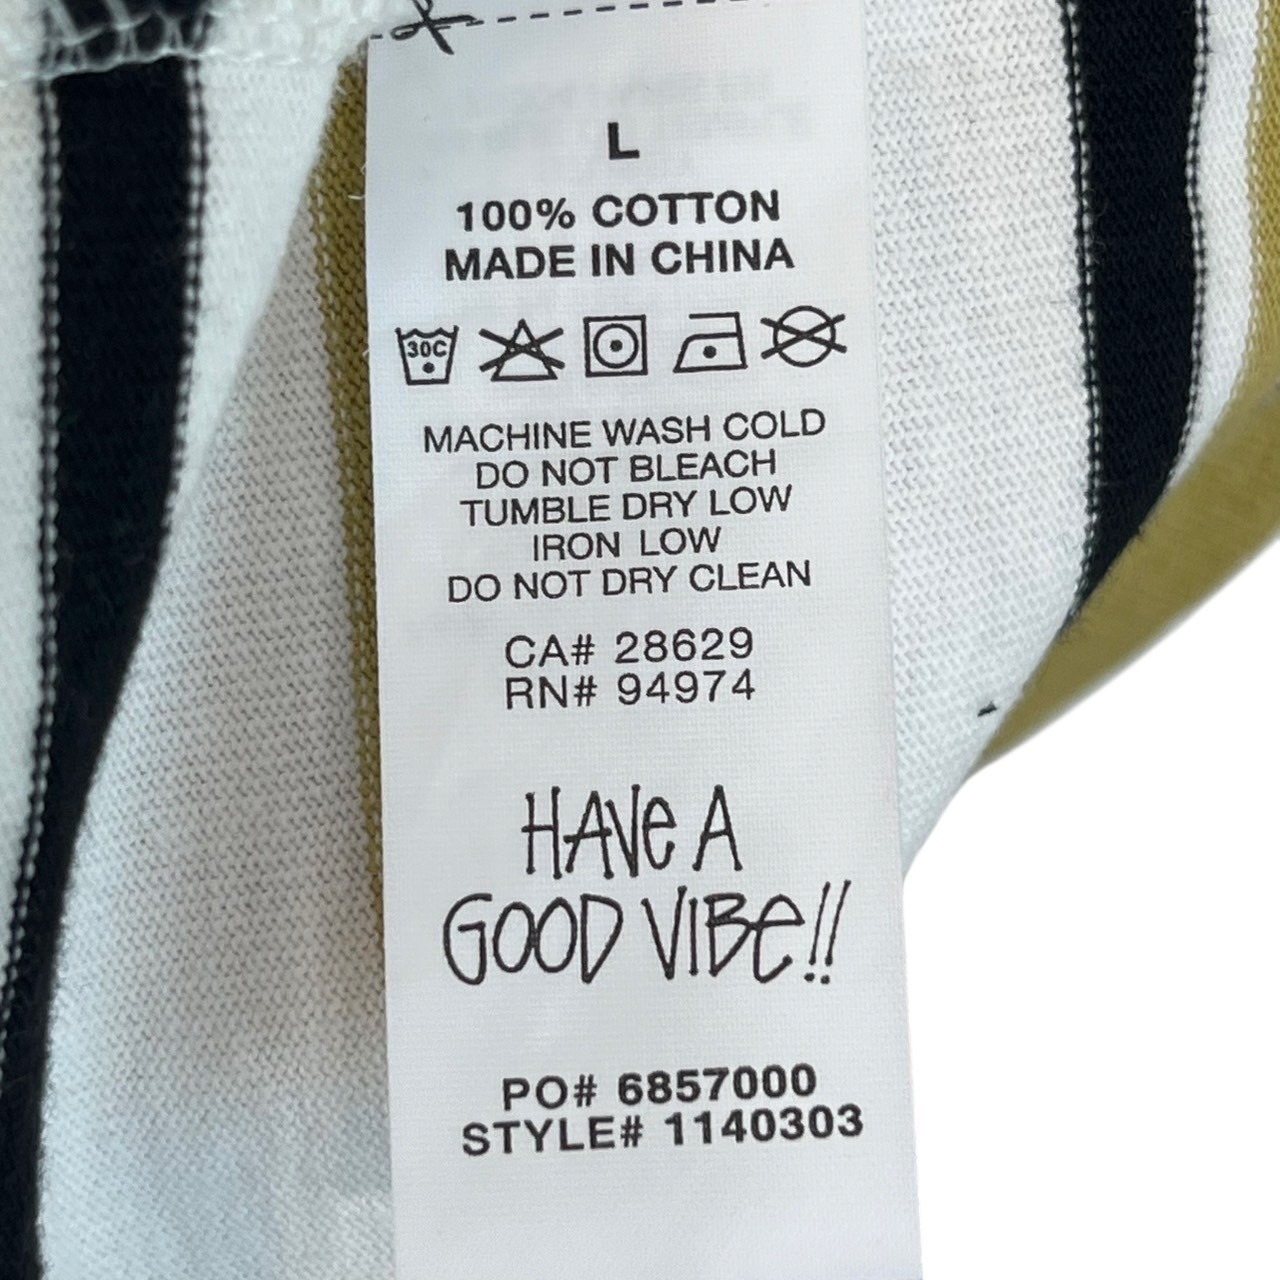 L
100% COTTON
MADE IN CHINA
30C
MACHINE WASH COLD
DO NOT BLEACH
TUMBLE DRY LOW
IRON LOW
DO NOT DRY CLEAN
CA# 28629
RN# 94974
HAVe A
GOOD VIBe!!
PO# 6857000
STYLE# 1140303